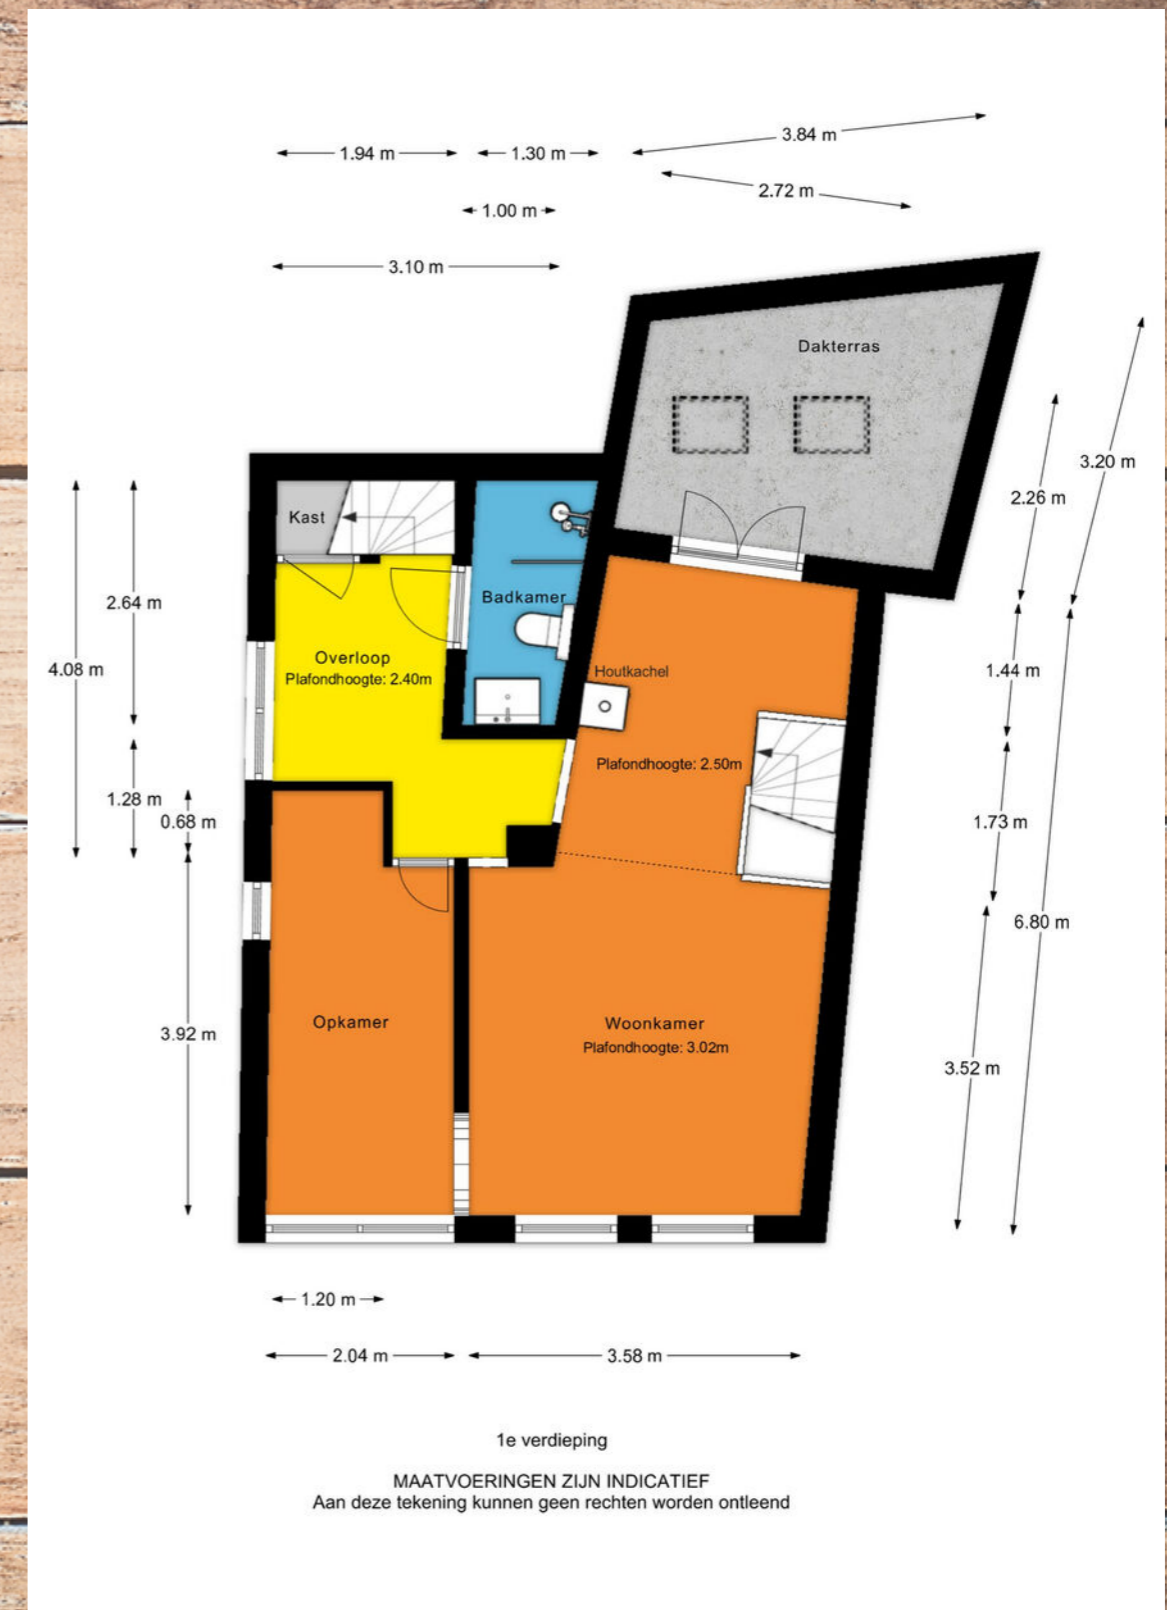 3.84 m
1.94 m
1.30 m
2.72 m
1.00 m
3.10 m
Dakterras
3.20 m
2.26 m
Kast
Badkamer
2.64 m
Overloop
Plafondhoogte: 2.40m
4.08 m
Houtkachel
1.44 m
Plafondhoogte: 2.50m
1.28 m
0.68 m
1.73 m
6.80 m
Opkamer
Woonkamer
3.92 m
Plafondhoogte: 3.02m
3.52 m
1.20 m
2.04 m
3.58 m
1e verdieping
MAATVOERINGEN ZIJN INDICATIEF
Aan deze tekening kunnen geen rechten worden ontleend